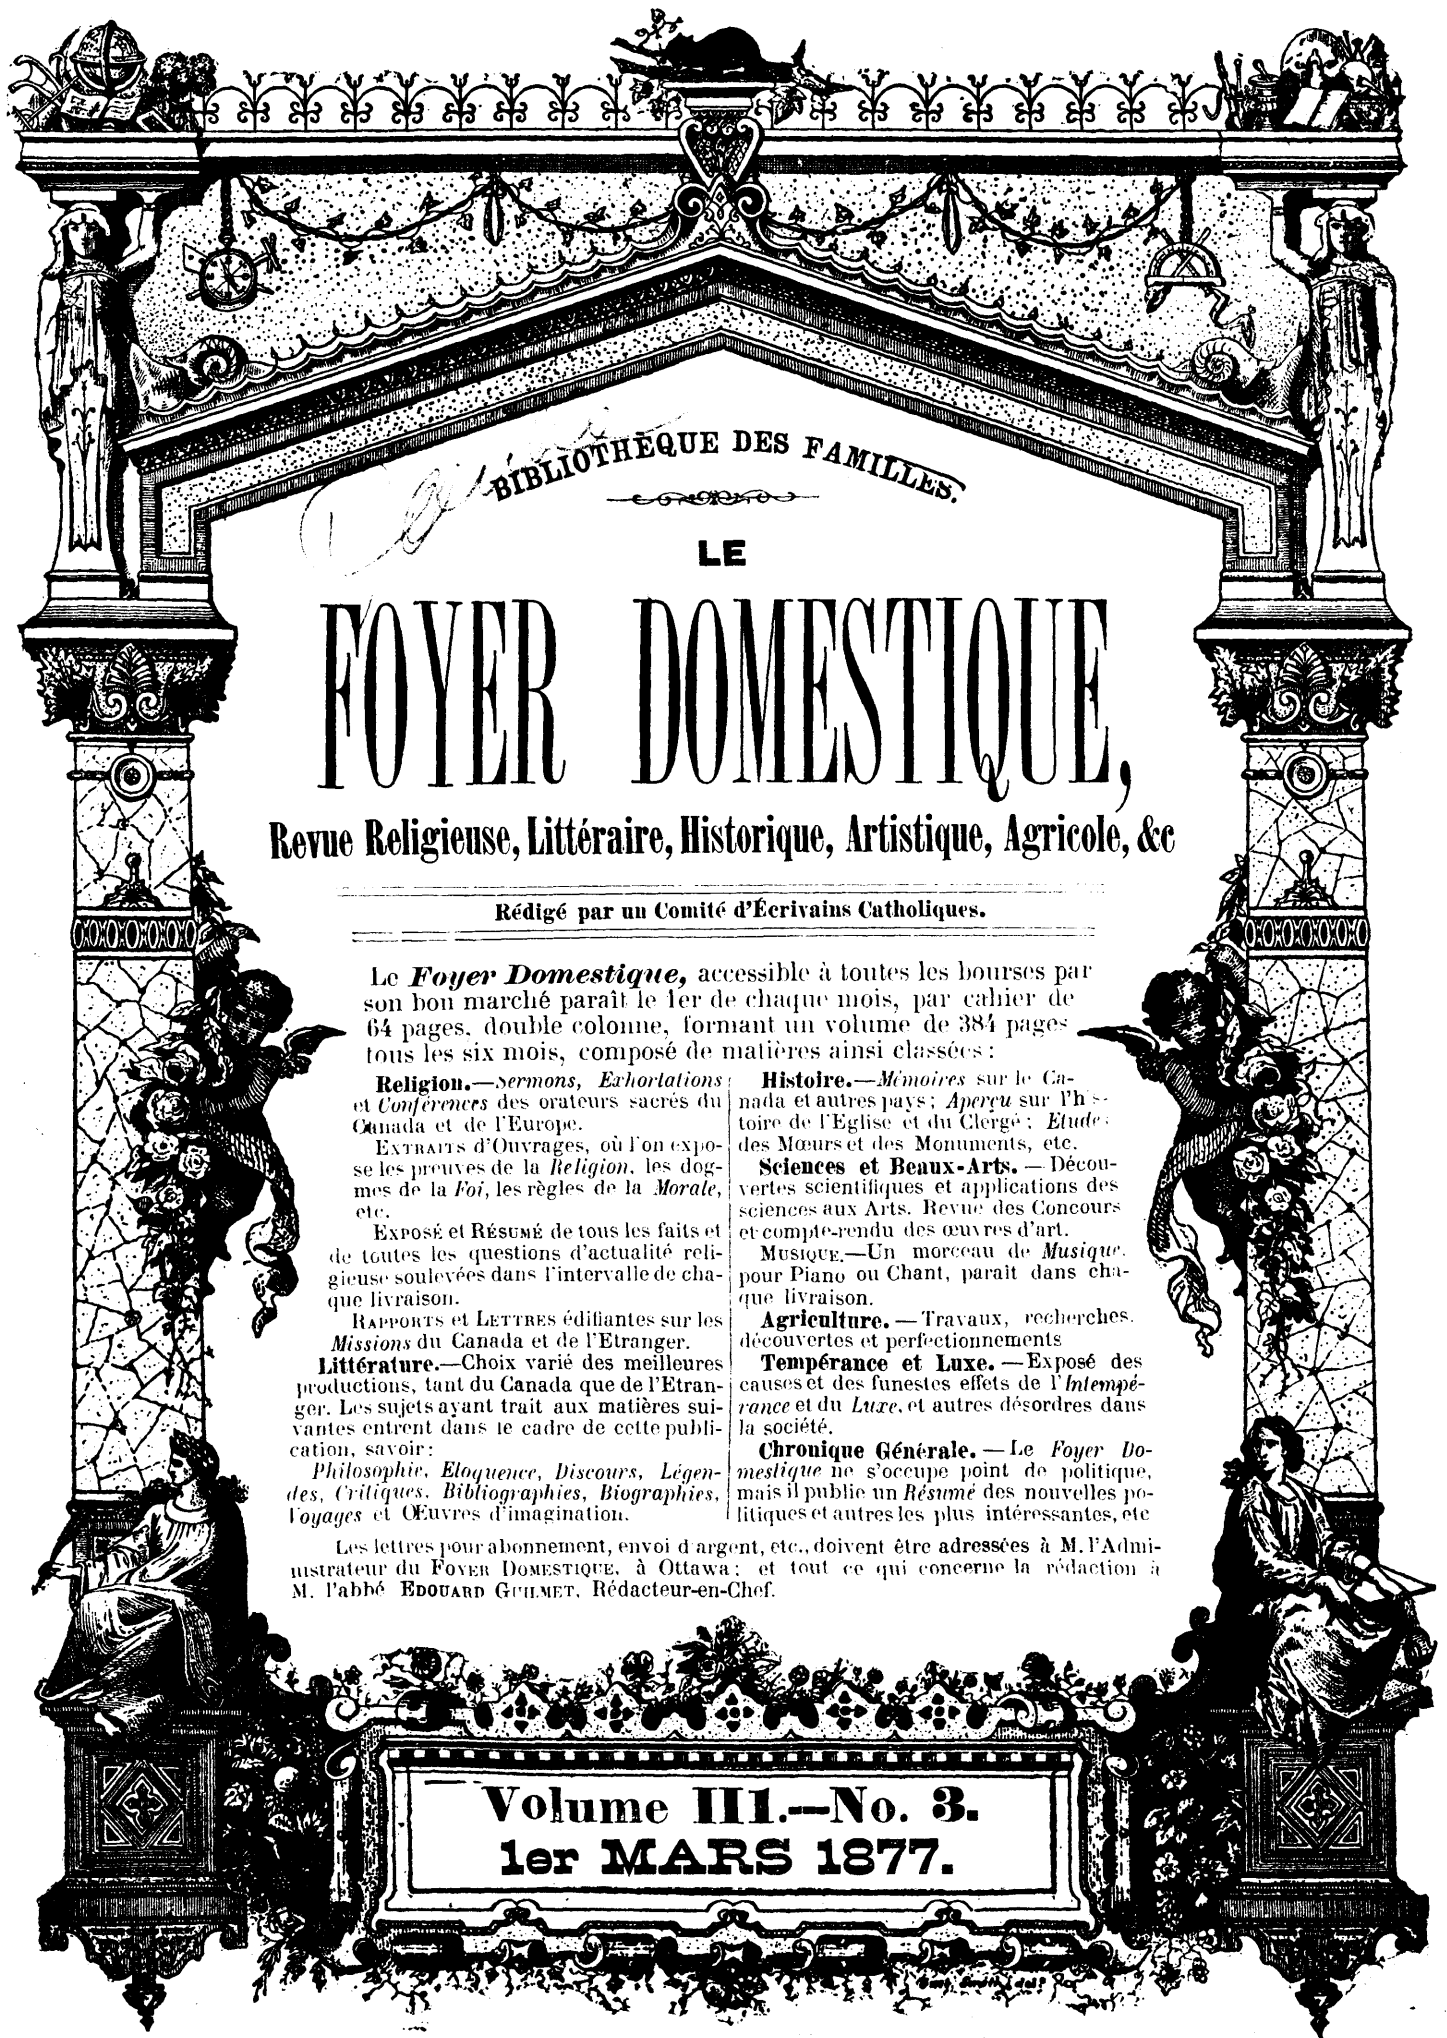 BIBLIOTHÈQUE DES FAMILLES.
LE
FOYER DOMESTIQUE,
Revue Religieuse, Littéraire, Historique, Artistique, Agricole, &c
Rédigé par un Comité d'Écrivains Catholiques.
Le Foyer Domestique, accessible à toutes les bourses par
son bon marché paraît le 1er de chaque mois, par cahier de
64 pages, double colonne, formant un volume de 384 pages
tous les six mois, composé de matières ainsi classées:
Religion.—Sermons, Exhortations
et Conférences des orateurs sacrés du
Canada et de l'Europe.
EXTRAITS d'Ouvrages, où l'on expo-
se les preuves de la Religion, les dog-
mes de la Foi, les règles de la Morale,
etc.
EXPOSÉ et RÉSUMÉ de tous les faits et
de toutes les questions d'actualité reli-
gieuse soulevées dans l'intervalle de cha-
que livraison.
RAPPORTS et LETTRES édifiantes sur les
Missions du Canada et de l'Etranger.
Littérature.—Choix varié des meilleures
productions, tant du Canada que de l'Etran-
ger. Les sujets ayant trait aux matières sui-
vantes entrent dans le cadre de cette publi-
cation, savoir:
Philosophie, Eloquence, Discours, Légen-
des, Critiques, Bibliographies, Biographies,
Voyages et Œuvres d'imagination.
Histoire.—Mémoires sur le Ca-
nada et autres pays; Aperçu sur l'his-
toire de l'Eglise et du Clergé; Etudes
des Mœurs et des Monuments, etc.
Sciences et Beaux-Arts.—Décou-
vertes scientifiques et applications des
sciences aux Arts. Revue des Concours
et compte-rendu des œuvres d'art.
MUSIQUE.—Un morceau de Musique,
pour Piano ou Chant, paraît dans cha-
que livraison.
Agriculture.—Travaux, recherches,
découvertes et perfectionnements
Tempérance et Luxe.—Exposé des
causes et des funestes effets de l'Intempé-
rance et du Luxe, et autres désordres dans
la société.
Chronique Générale.—Le Foyer Do-
mestique ne s'occupe point de politique,
mais il publie un Résumé des nouvelles po-
litiques et autres les plus intéressantes, etc
Les lettres pour abonnement, envoi d'argent, etc., doivent être adressées à M. l'Admi-
nistrateur du FOYER DOMESTIQUE, à Ottawa; et tout ce qui concerne la rédaction à
M. l'abbé EDOUARD GUILMET, Rédacteur-en-Chef.
Volume III.—No. 3.
1er MARS 1877.